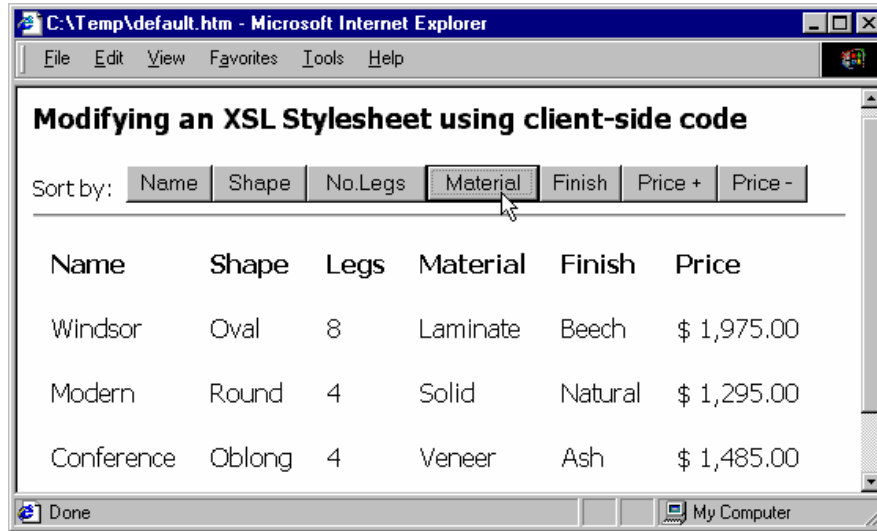 C:\Temp\default.htm - Microsoft Internet Explorer
File Edit View Favorites Tools Help
Modifying an XSL Stylesheet using client-side code
Sort by: Name Shape No.Legs Material Finish Price + Price -
Name Shape Legs Material Finish Price
Windsor Oval 8 Laminate Beech $ 1,975.00
Modern Round 4 Solid Natural $ 1,295.00
Conference Oblong 4 Veneer Ash $ 1,485.00
Done My Computer